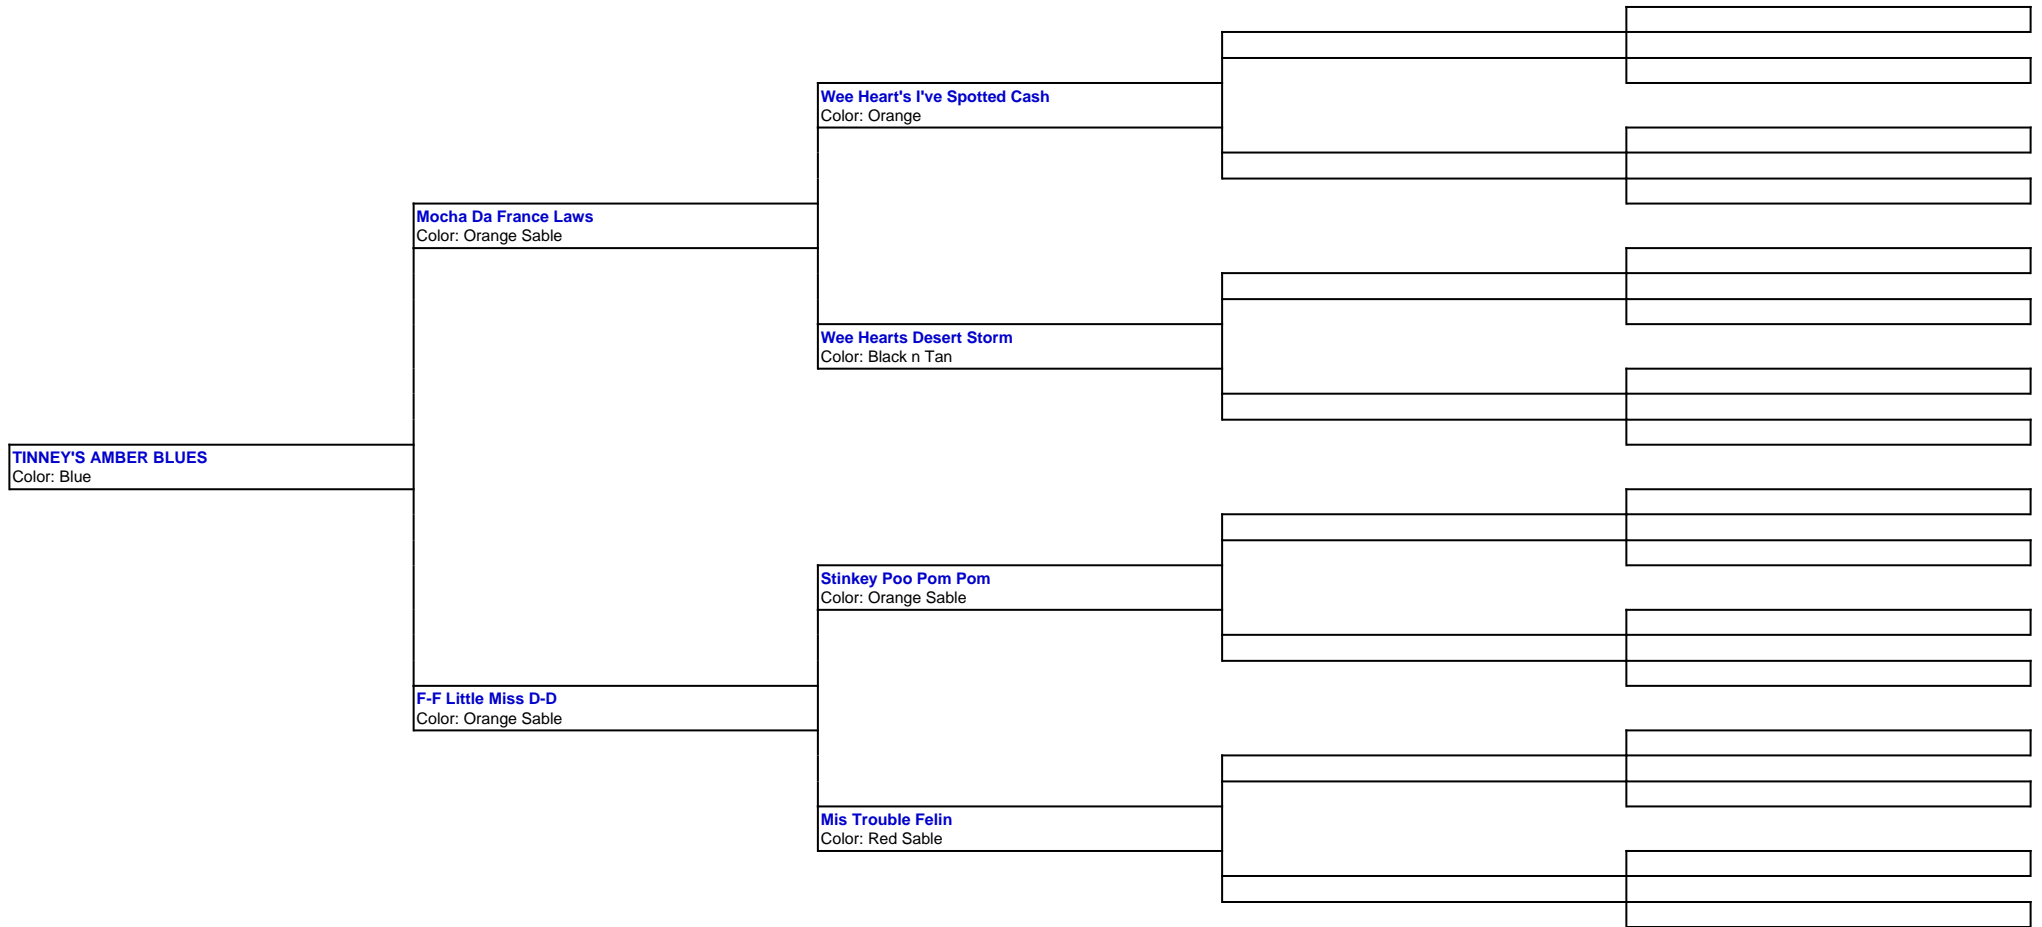 Wee Heart's I've Spotted Cash
Color: Orange
Mocha Da France Laws
Color: Orange Sable
Wee Hearts Desert Storm
Color: Black n Tan
TINNEY'S AMBER BLUES
Color: Blue
Stinkey Poo Pom Pom
Color: Orange Sable
F-F Little Miss D-D
Color: Orange Sable
Mis Trouble Felin
Color: Red Sable